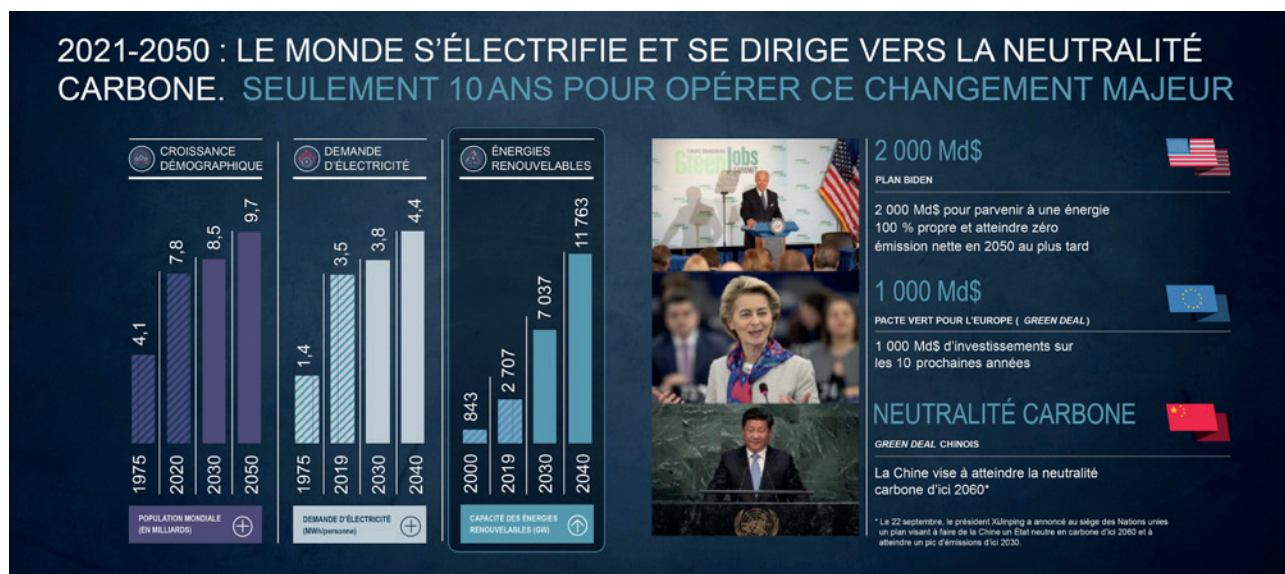 2021-2050 : LE MONDE S'ÉLECTRIFIE ET SE DIRIGE VERS LA NEUTRALITÉ
CARBONE. SEULEMENT 10 ANS POUR OPÉRER CE CHANGEMENT MAJEUR
CROISSANCE
DÉMOGRAPHIQUE
4,1
7,8
8,5
9,7
1975
2020
2030
2050
POPULATION MONDIALE
(EN MILLIARDS)
DEMANDE
D'ÉLECTRICITÉ
1,4
3,5
3,8
4,4
1975
2019
2030
2040
DEMANDE D'ÉLECTRICITÉ
(MWh/personne)
ÉNERGIES
RENOUVELABLES
843
2 707
7 037
11 763
2000
2019
2030
2040
CAPACITÉ DES ÉNERGIES
RENOUVELABLES (GW)
GreenJobs
2 000 Md$
PLAN BIDEN
2 000 Md$ pour parvenir à une énergie
100 % propre et atteindre zéro
émission nette en 2050 au plus tard
1 000 Md$
PACTE VERT POUR L'EUROPE ( GREEN DEAL)
1 000 Md$ d'investissements sur
les 10 prochaines années
NEUTRALITÉ CARBONE
GREEN DEAL CHINOIS
La Chine vise à atteindre la neutralité
carbone d'ici 2060*
* Le 22 septembre, le président XiJinping a annoncé au siège des Nations unies
un plan visant à faire de la Chine un État neutre en carbone d'ici 2060 et à
atteindre un pic d'émissions d'ici 2030.